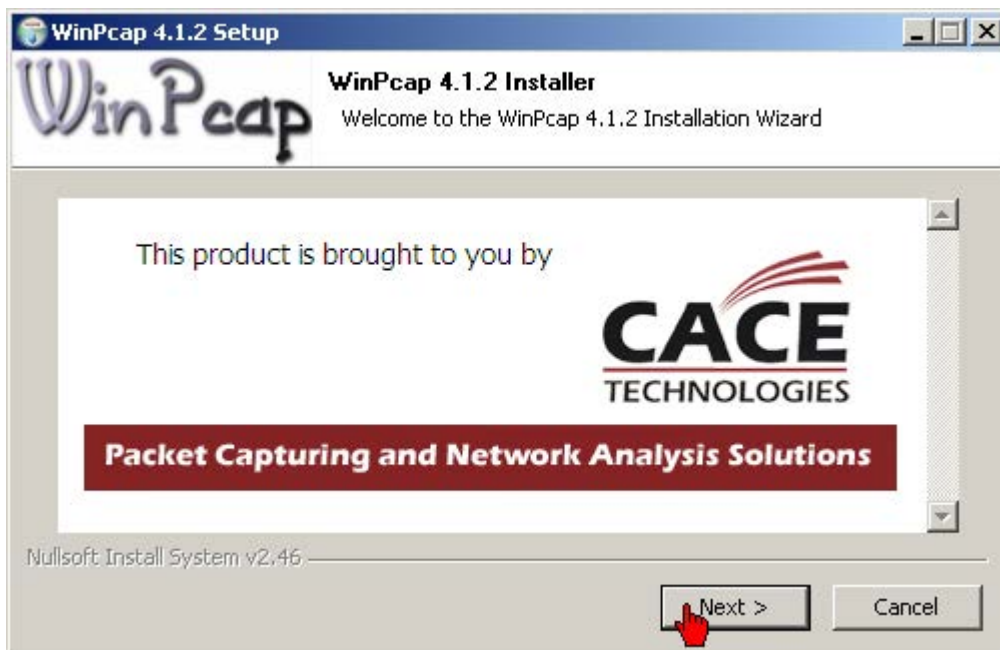 WinPcap 4.1.2 Setup
WinPcap
WinPcap 4.1.2 Installer
Welcome to the WinPcap 4.1.2 Installation Wizard
This product is brought to you by
CACE
TECHNOLOGIES
Packet Capturing and Network Analysis Solutions
Nullsoft Install System v2.46
Next >
Cancel